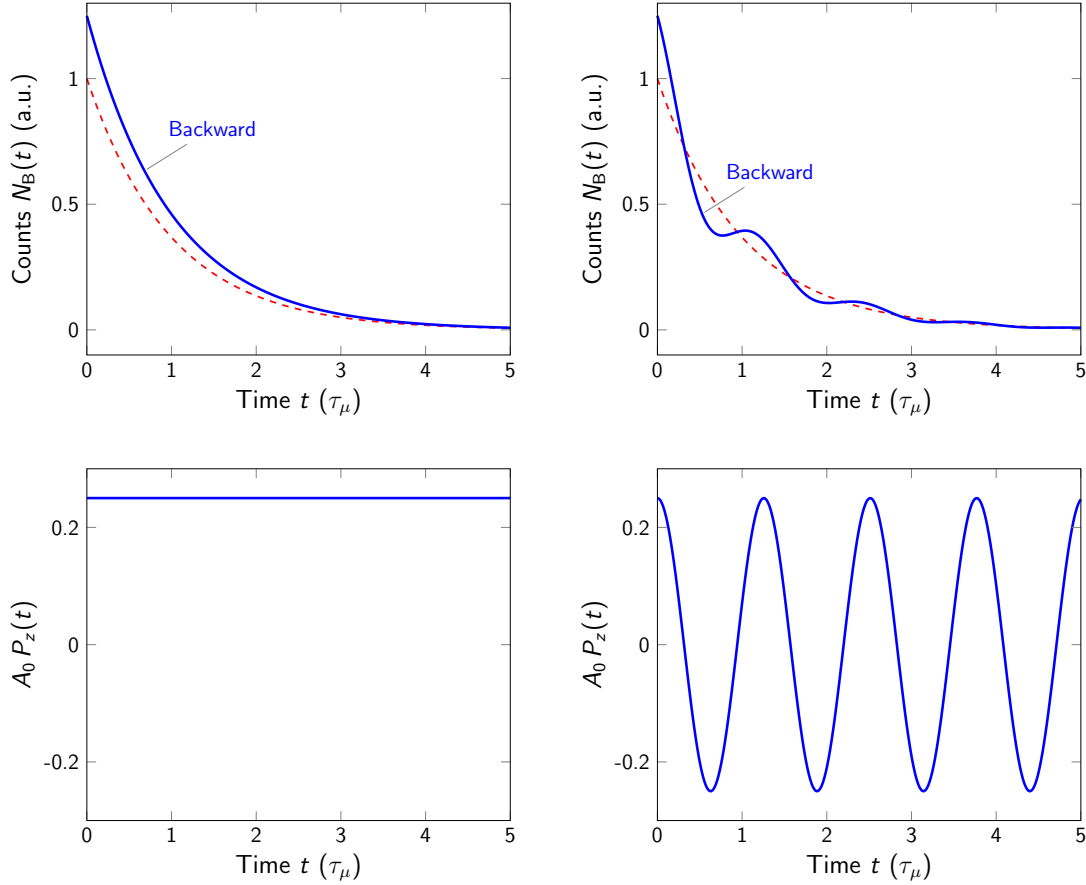 Counts N_B(t) (a.u.)
1
0.5
0
Backward
0 1 2 3 4 5
Time t (τ_μ)
Counts N_B(t) (a.u.)
1
0.5
0
Backward
0 1 2 3 4 5
Time t (τ_μ)
A_0 P_z(t)
0.2
0
-0.2
0 1 2 3 4 5
Time t (τ_μ)
A_0 P_z(t)
0.2
0
-0.2
0 1 2 3 4 5
Time t (τ_μ)